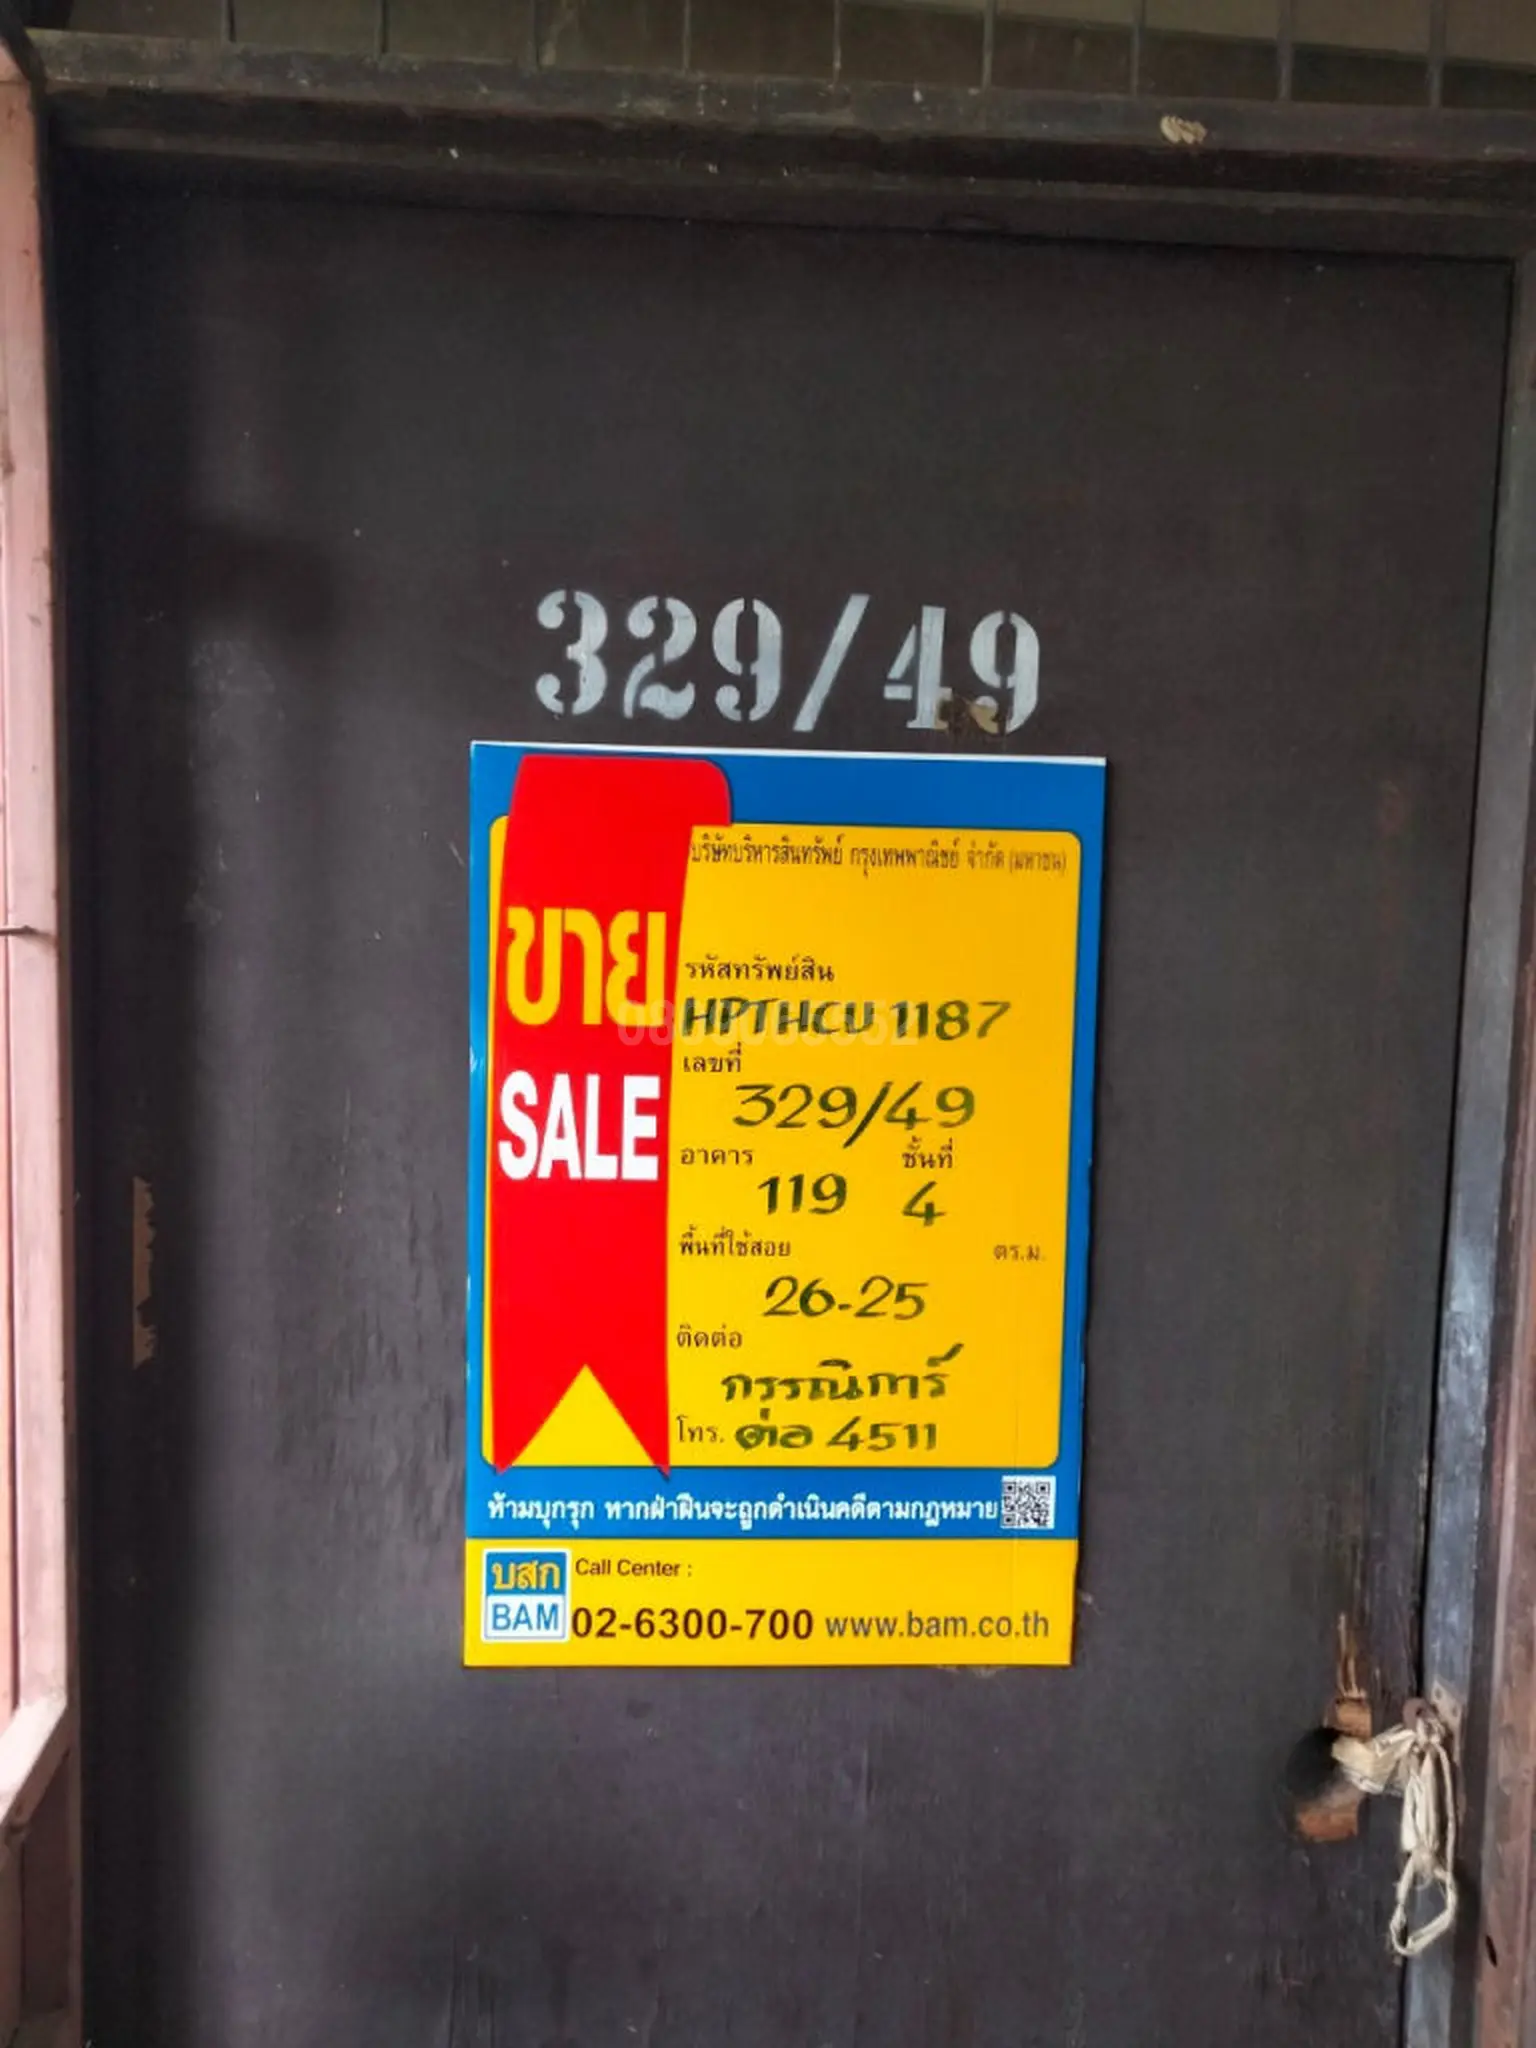 329/49
บริษัทบริหารสินทรัพย์ กรุงเทพพาณิชย์ จำกัด (มหาชน)
ขาย
SALE
รหัสทรัพย์สิน
HPTHCU 1187
เลขที่
329/49
อาคาร ชั้นที่
119 4
พื้นที่ใช้สอย ตร.ม.
26-25
ติดต่อ
กรรณิการ์
โทร. ต่อ 4511
ห้ามบุกรุก หากฝ่าฝืนจะถูกดำเนินคดีตามกฎหมาย
บสก
BAM
Call Center :
02-6300-700 www.bam.co.th